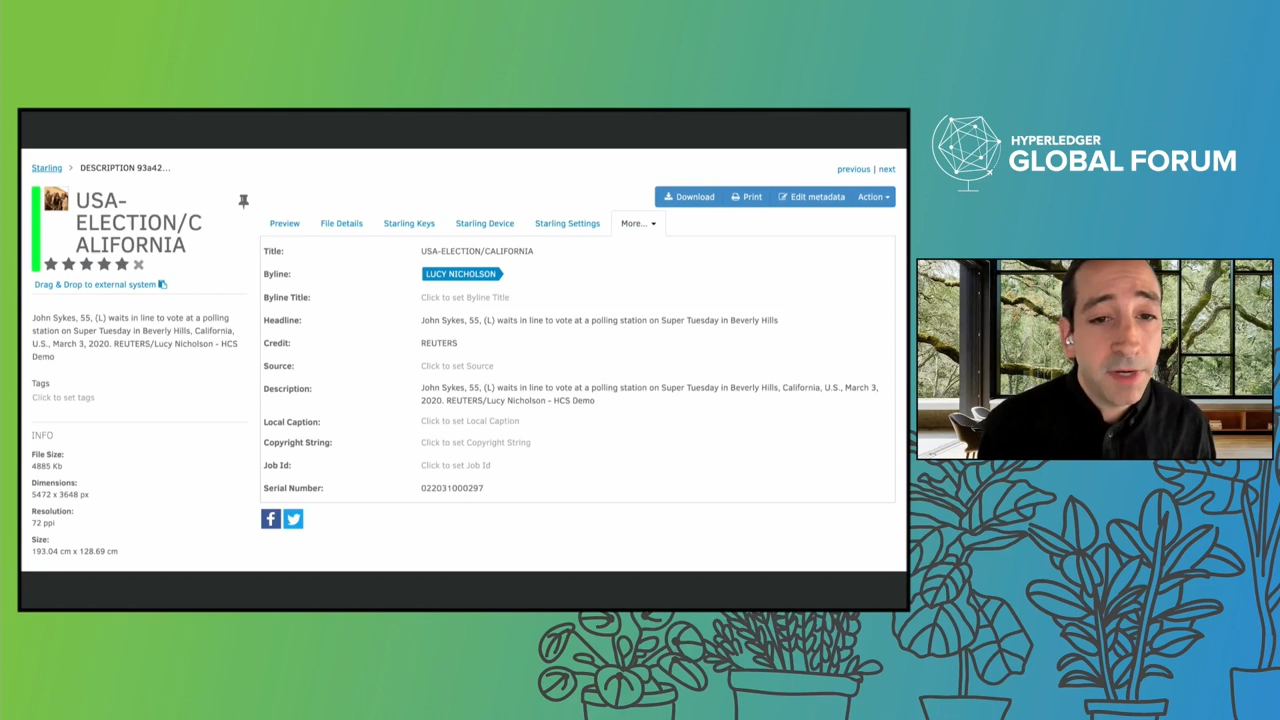 HYPERLEDGER
GLOBAL FORUM
Starling > DESCRIPTION 93a42...
previous | next
USA-
ELECTION/C
ALIFORNIA
Drag & Drop to external system
John Sykes, 55, (L) waits in line to vote at a polling
station on Super Tuesday in Beverly Hills, California,
U.S., March 3, 2020. REUTERS/Lucy Nicholson - HCS
Demo
Tags
Click to set tags
INFO
File Size:
4885 Kb
Dimensions:
5472 x 3648 px
Resolution:
72 ppi
Size:
193.04 cm x 128.69 cm
Download Print Edit metadata Action
Preview File Details Starling Keys Starling Device Starling Settings More...
Title: USA-ELECTION/CALIFORNIA
Byline: LUCY NICHOLSON
Byline Title: Click to set Byline Title
Headline: John Sykes, 55, (L) waits in line to vote at a polling station on Super Tuesday in Beverly Hills
Credit: REUTERS
Source: Click to set Source
Description: John Sykes, 55, (L) waits in line to vote at a polling station on Super Tuesday in Beverly Hills, California, U.S., March 3,
2020. REUTERS/Lucy Nicholson - HCS Demo
Local Caption: Click to set Local Caption
Copyright String: Click to set Copyright String
Job Id: Click to set Job Id
Serial Number: 022031000297